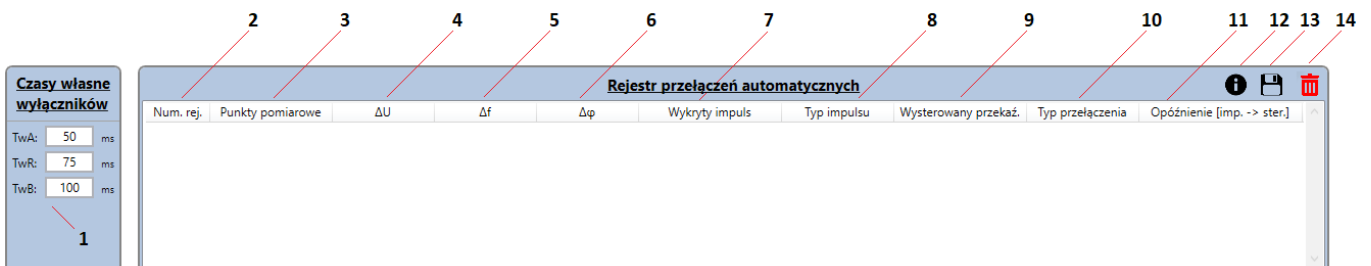 2 3 4 5 6 7 8 9 10 11 12 13 14
Czasy własne
wyłączników
TwA: 50 ms
TwR: 75 ms
TwB: 100 ms
1
Rejestr przełączeń automatycznych
Num. rej. Punkty pomiarowe ΔU Δf Δφ Wykryty impuls Typ impulsu Wysterowany przekaź. Typ przełączenia Opóźnienie [imp. -> ster.]